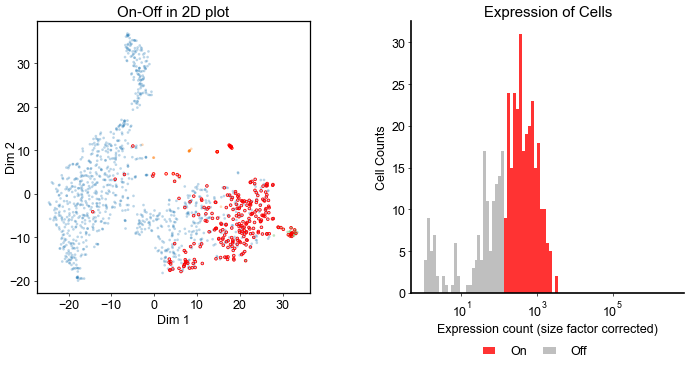 On-Off in 2D plot
Dim 2
30
20
10
0
−10
−20
−20 −10 0 10 20 30
Dim 1
Expression of Cells
Cell Counts
30
25
20
15
10
5
0
10^1 10^3 10^5
Expression count (size factor corrected)
On Off